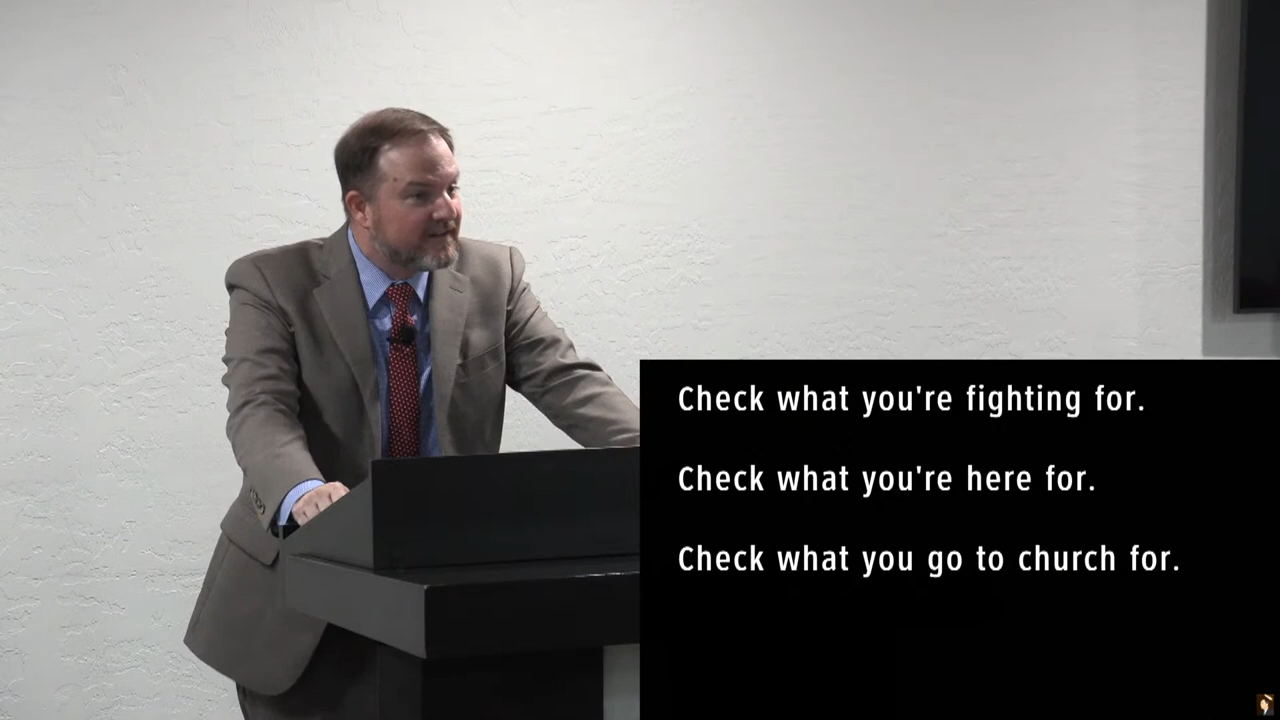 Check what you're fighting for.
Check what you're here for.
Check what you go to church for.